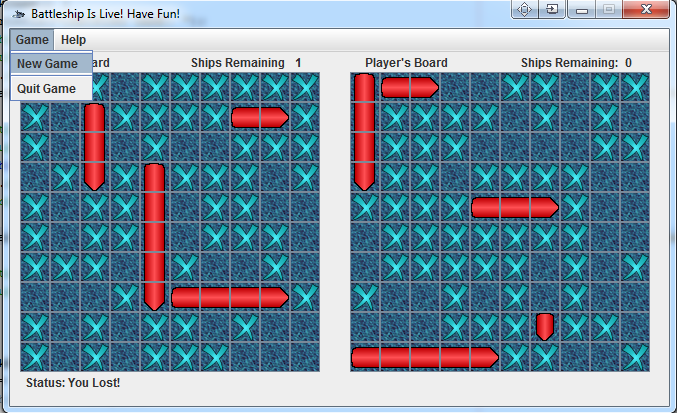 Battleship Is Live! Have Fun!
Game Help
New Game
Quit Game
ard Ships Remaining 1
Player's Board Ships Remaining: 0
Status: You Lost!